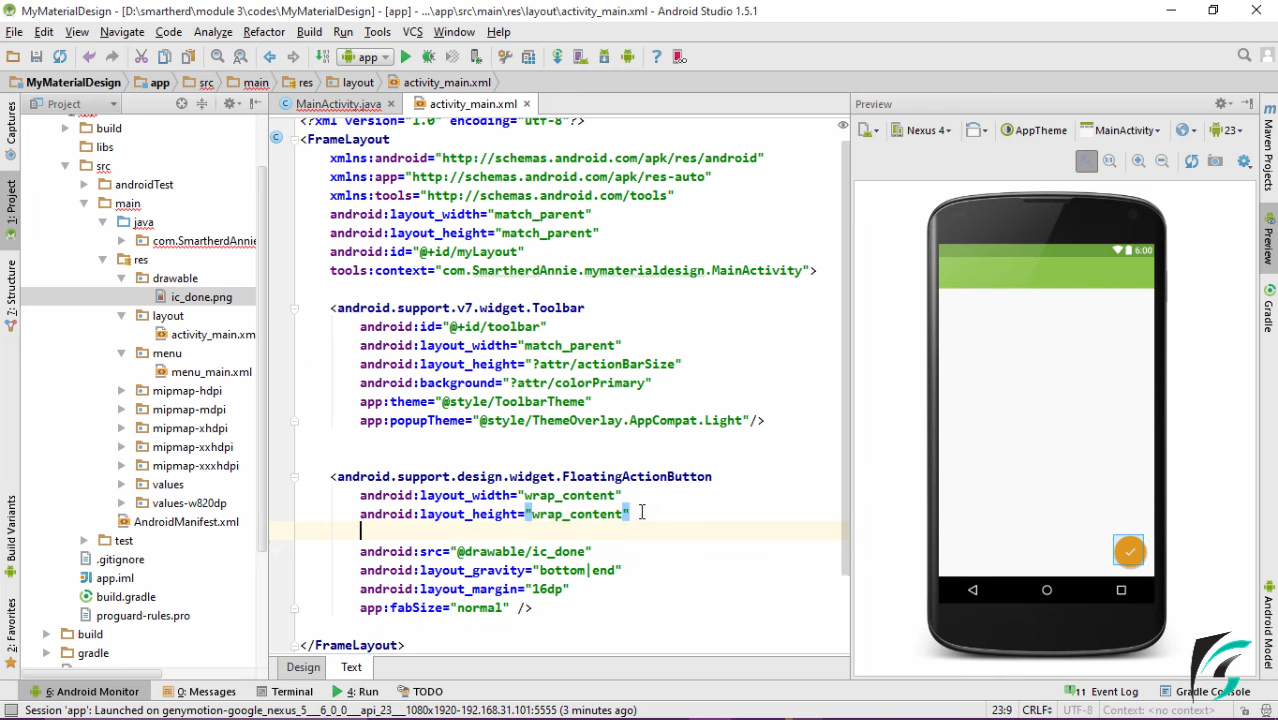 MyMaterialDesign - [D:\smartherd\module 3\codes\MyMaterialDesign] - [app] - ...\app\src\main\res\layout\activity_main.xml - Android Studio 1.5.1
File Edit View Navigate Code Analyze Refactor Build Run Tools VCS Window Help
app
MyMaterialDesign app src main res layout activity_main.xml
Project
MainActivity.java
activity_main.xml
Preview
build
libs
src
androidTest
main
java
com.SmartherdAnnie
res
drawable
ic_done.png
layout
activity_main.xm
menu
menu_main.xml
mipmap-hdpi
mipmap-mdpi
mipmap-xhdpi
mipmap-xxhdpi
mipmap-xxxhdpi
values
values-w820dp
AndroidManifest.xml
test
.gitignore
app.iml
build.gradle
proguard-rules.pro
build
gradle
Captures
1: Project
7: Structure
Build Variants
2: Favorites
<?xml version="1.0" encoding="utf-8"?>
<FrameLayout
xmlns:android="http://schemas.android.com/apk/res/android"
xmlns:app="http://schemas.android.com/apk/res-auto"
xmlns:tools="http://schemas.android.com/tools"
android:layout_width="match_parent"
android:layout_height="match_parent"
android:id="@+id/myLayout"
tools:context="com.SmartherdAnnie.mymaterialdesign.MainActivity">
<android.support.v7.widget.Toolbar
android:id="@+id/toolbar"
android:layout_width="match_parent"
android:layout_height="?attr/actionBarSize"
android:background="?attr/colorPrimary"
app:theme="@style/ToolbarTheme"
app:popupTheme="@style/ThemeOverlay.AppCompat.Light"/>
<android.support.design.widget.FloatingActionButton
android:layout_width="wrap_content"
android:layout_height="wrap_content"
android:src="@drawable/ic_done"
android:layout_gravity="bottom|end"
android:layout_margin="16dp"
app:fabSize="normal" />
</FrameLayout>
Design Text
Nexus 4 AppTheme MainActivity 23
1:1
6:00
Maven Projects
Preview
Gradle
Android Model
6: Android Monitor 0: Messages Terminal 4: Run TODO 11 Event Log Gradle Console
Session 'app': Launched on genymotion-google_nexus_5___6_0_0___api_23___1080x1920-192.168.31.101:5555 (3 minutes ago) 23:9 CRLF UTF-8 Context: <no context>